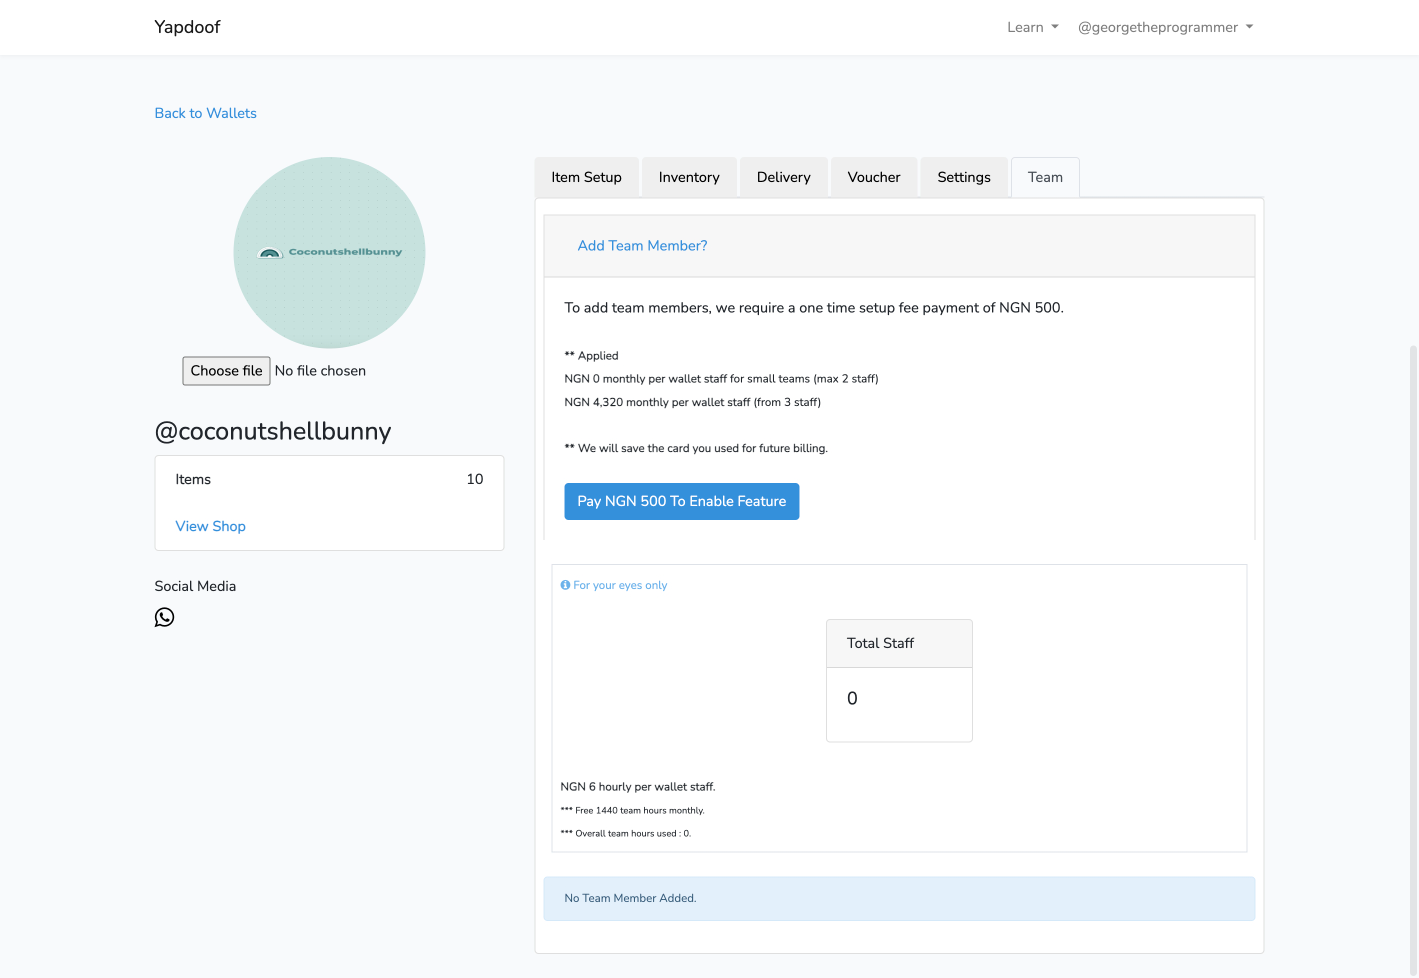 Yapdoof
Learn
@georgetheprogrammer
Back to Wallets
Coconutshellbunny
Choose file No file chosen
@coconutshellbunny
Items 10
View Shop
Social Media
Item Setup
Inventory
Delivery
Voucher
Settings
Team
Add Team Member?
To add team members, we require a one time setup fee payment of NGN 500.
** Applied
NGN 0 monthly per wallet staff for small teams (max 2 staff)
NGN 4,320 monthly per wallet staff (from 3 staff)
** We will save the card you used for future billing.
Pay NGN 500 To Enable Feature
For your eyes only
Total Staff
0
NGN 6 hourly per wallet staff.
*** Free 1440 team hours monthly.
*** Overall team hours used : 0.
No Team Member Added.